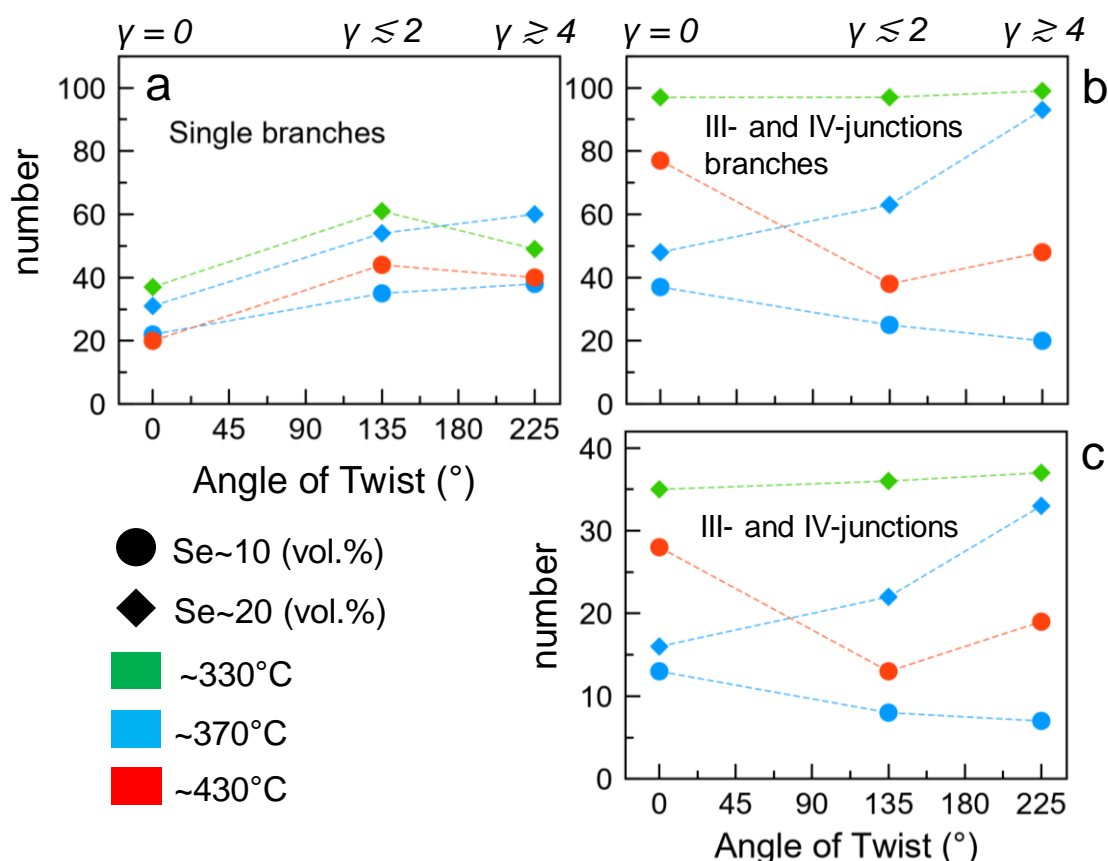 γ = 0 γ ≲ 2 γ ≳ 4
a
Single branches
100
80
60
40
20
0
number
0 45 90 135 180 225
Angle of Twist (°)
γ = 0 γ ≲ 2 γ ≳ 4
b
III- and IV-junctions
branches
100
80
60
40
20
0
c
III- and IV-junctions
40
30
20
10
0
number
0 45 90 135 180 225
Angle of Twist (°)
Se~10 (vol.%)
Se~20 (vol.%)
~330°C
~370°C
~430°C